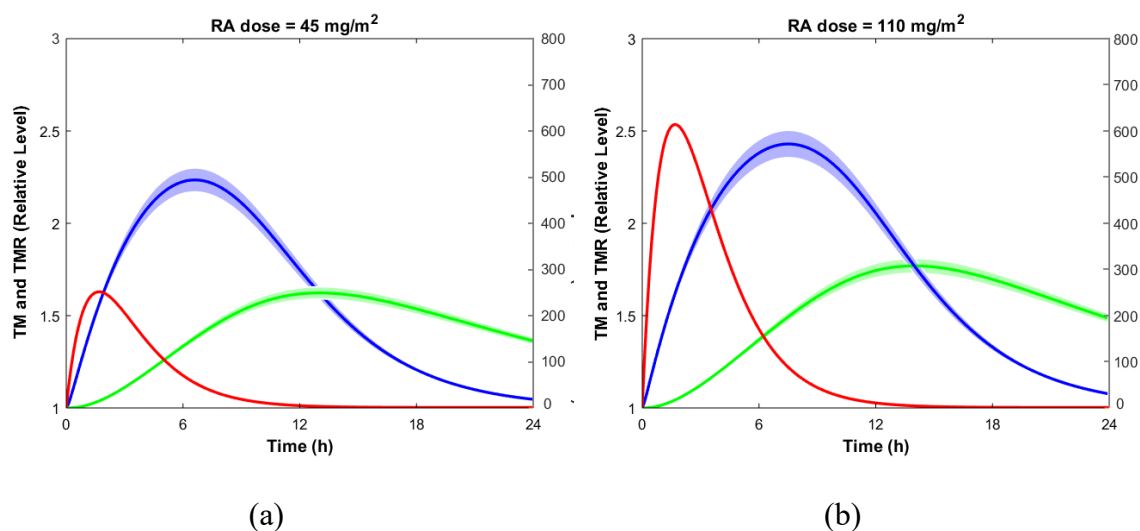 RA dose = 45 mg/m²
3
2.5
2
1.5
1
TM and TMR (Relative Level)
800
700
600
500
400
300
200
100
0
0 6 12 18 24
Time (h)
(a)
RA dose = 110 mg/m²
3
2.5
2
1.5
1
TM and TMR (Relative Level)
800
700
600
500
400
300
200
100
0
0 6 12 18 24
Time (h)
(b)